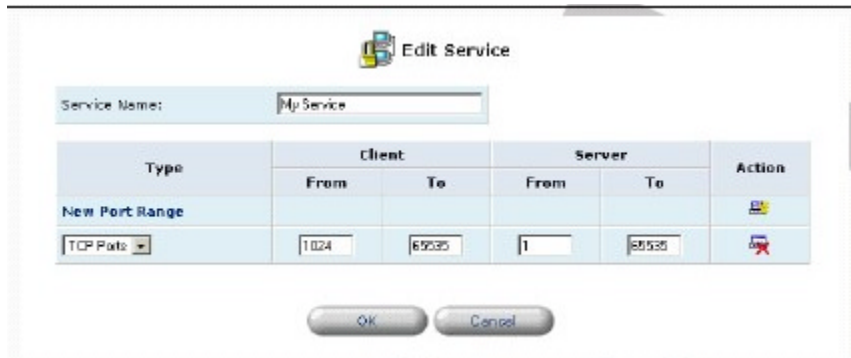 Edit Service
Service Name: My Service
Type Client Server Action
From To From To
New Port Range
TCP Ports 1024 65535 1 65535
OK Cancel